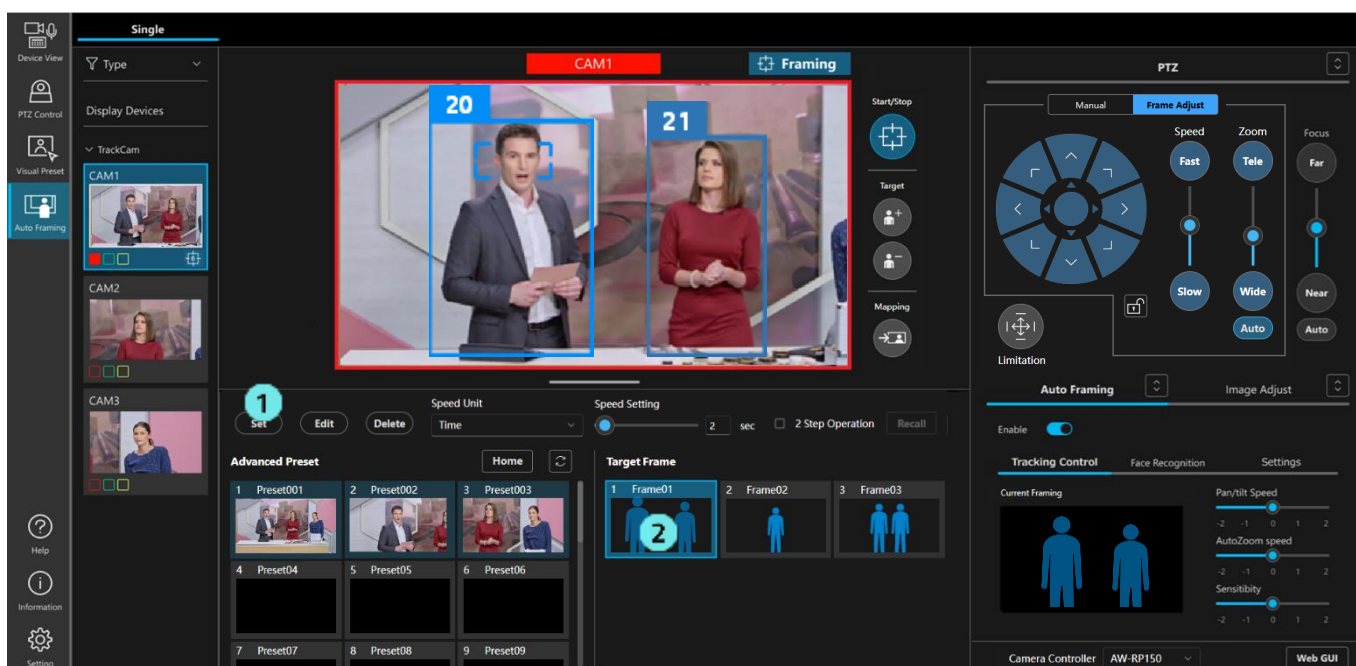 Device View
PTZ Control
Visual Preset
Auto Framing
Help
Information
Setting
Single
Type
Display Devices
TrackCam
CAM1
CAM2
CAM3
CAM1
Framing
20
21
Start/Stop
Target
Mapping
1
Set
Edit
Delete
Speed Unit
Time
Speed Setting
2 sec
2 Step Operation
Recall
Advanced Preset
Home
1 Preset001
2 Preset002
3 Preset003
4 Preset04
5 Preset05
6 Preset06
7 Preset07
8 Preset08
9 Preset09
Target Frame
1 Frame01
2 Frame02
3 Frame03
2
PTZ
Manual
Frame Adjust
Speed
Zoom
Focus
Fast
Tele
Far
Slow
Wide
Near
Auto
Auto
Limitation
Auto Framing
Image Adjust
Enable
Tracking Control
Face Recognition
Settings
Current Framing
Pan/tilt Speed
-2 -1 0 1 2
AutoZoom speed
-2 -1 0 1 2
Sensitibity
-2 -1 0 1 2
Camera Controller
AW-RP150
Web GUI